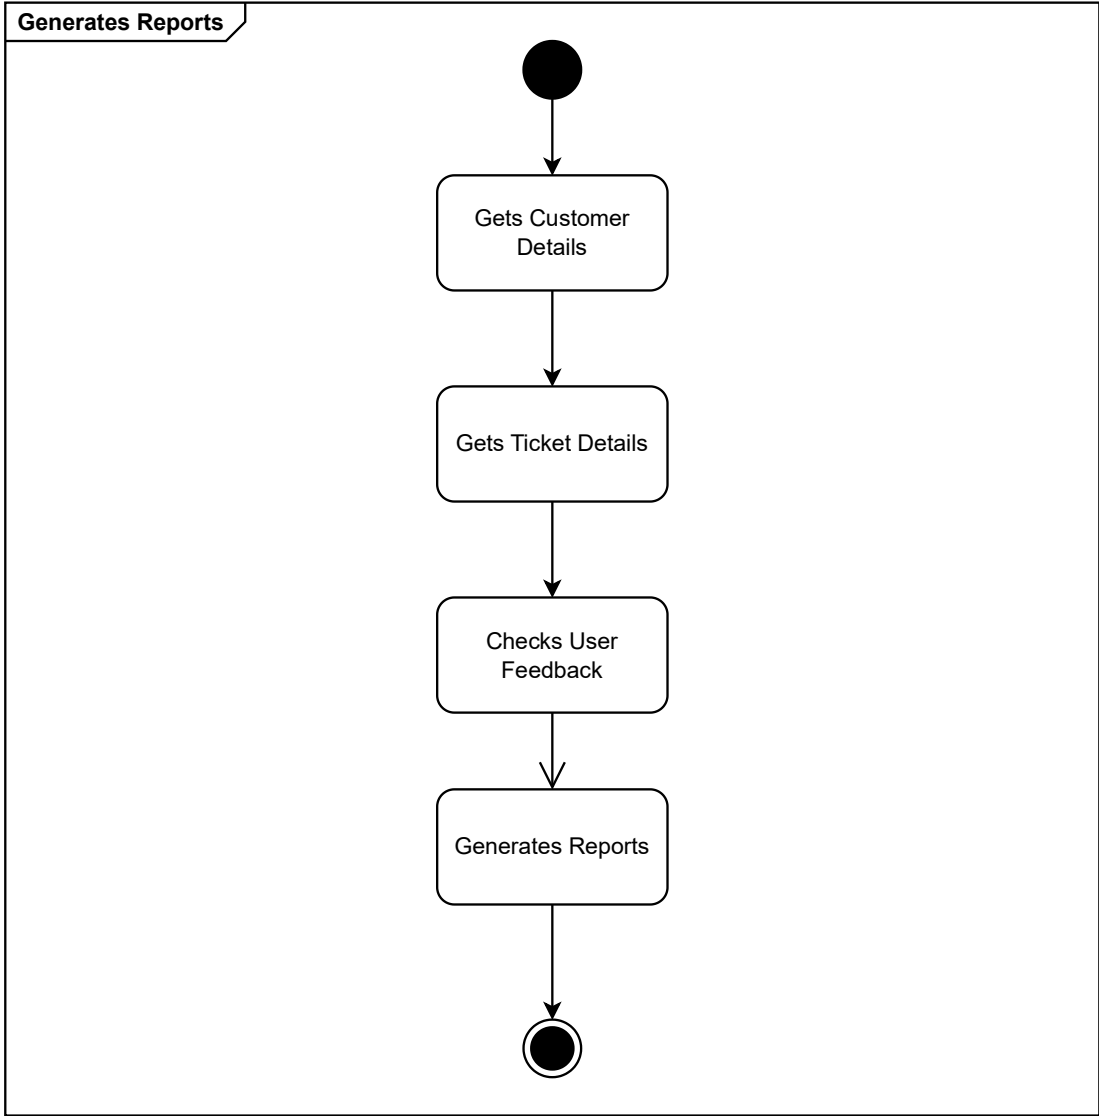 Generates Reports
Gets Customer
Details
Gets Ticket Details
Checks User
Feedback
Generates Reports